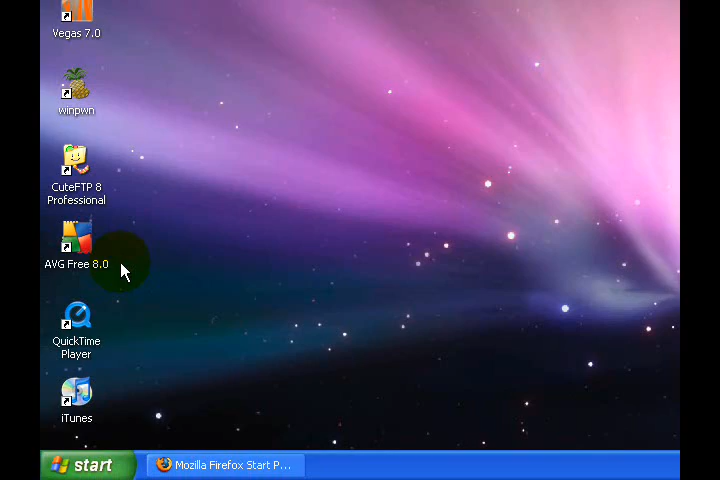 Vegas 7.0
winpwn
CuteFTP 8
Professional
AVG Free 8.0
QuickTime
Player
iTunes
start
Mozilla Firefox Start P...